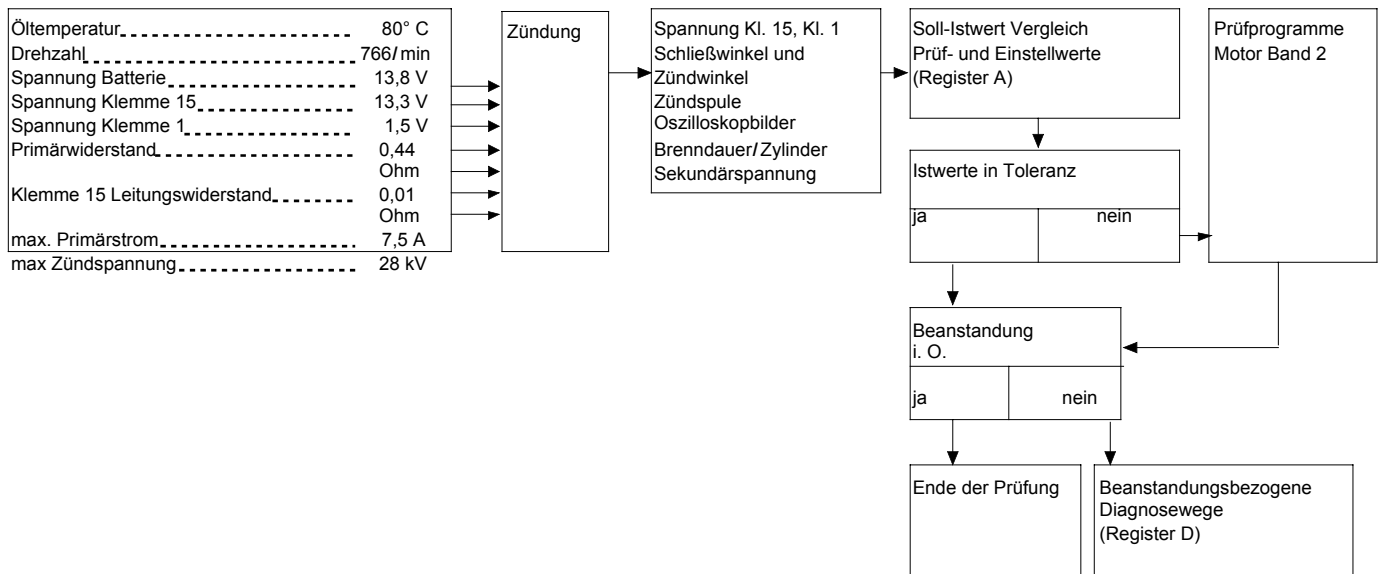 Öltemperatur 80° C
Drehzahl 766/min
Spannung Batterie 13,8 V
Spannung Klemme 15 13,3 V
Spannung Klemme 1 1,5 V
Primärwiderstand 0,44
Ohm
Klemme 15 Leitungswiderstand 0,01
Ohm
max. Primärstrom 7,5 A
max Zündspannung 28 kV
Zündung
Spannung Kl. 15, Kl. 1
Schließwinkel und
Zündwinkel
Zündspule
Oszilloskopbilder
Brenndauer/Zylinder
Sekundärspannung
Soll-Istwert Vergleich
Prüf- und Einstellwerte
(Register A)
Prüfprogramme
Motor Band 2
Istwerte in Toleranz
ja nein
Beanstandung
i. O.
ja nein
Ende der Prüfung
Beanstandungsbezogene
Diagnosewege
(Register D)